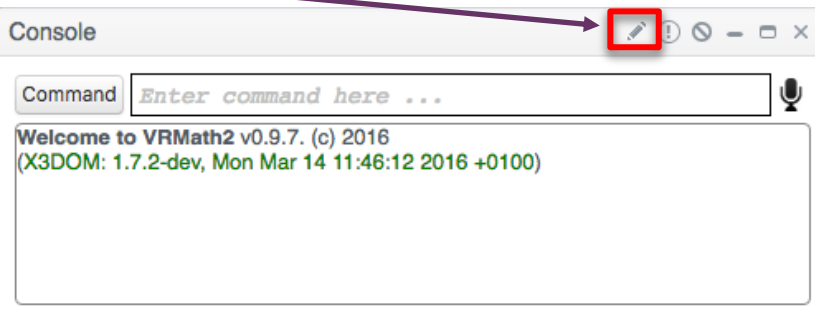 Console
Command Enter command here ...
Welcome to VRMath2 v0.9.7. (c) 2016
(X3DOM: 1.7.2-dev, Mon Mar 14 11:46:12 2016 +0100)